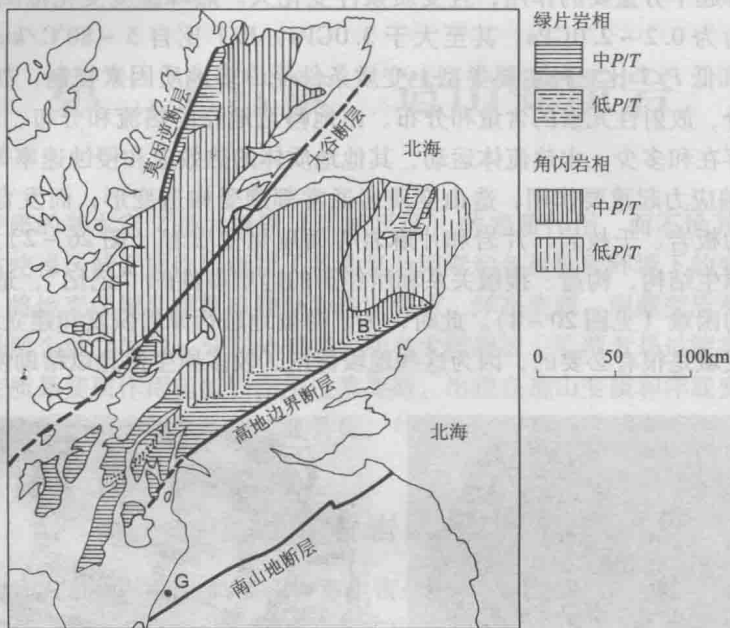 绿片岩相
中P/T
低P/T
角闪岩相
中P/T
低P/T
0 50 100km
莫因逆断层
大谷断层
北海
B
高地边界断层
北海
南山地断层
G